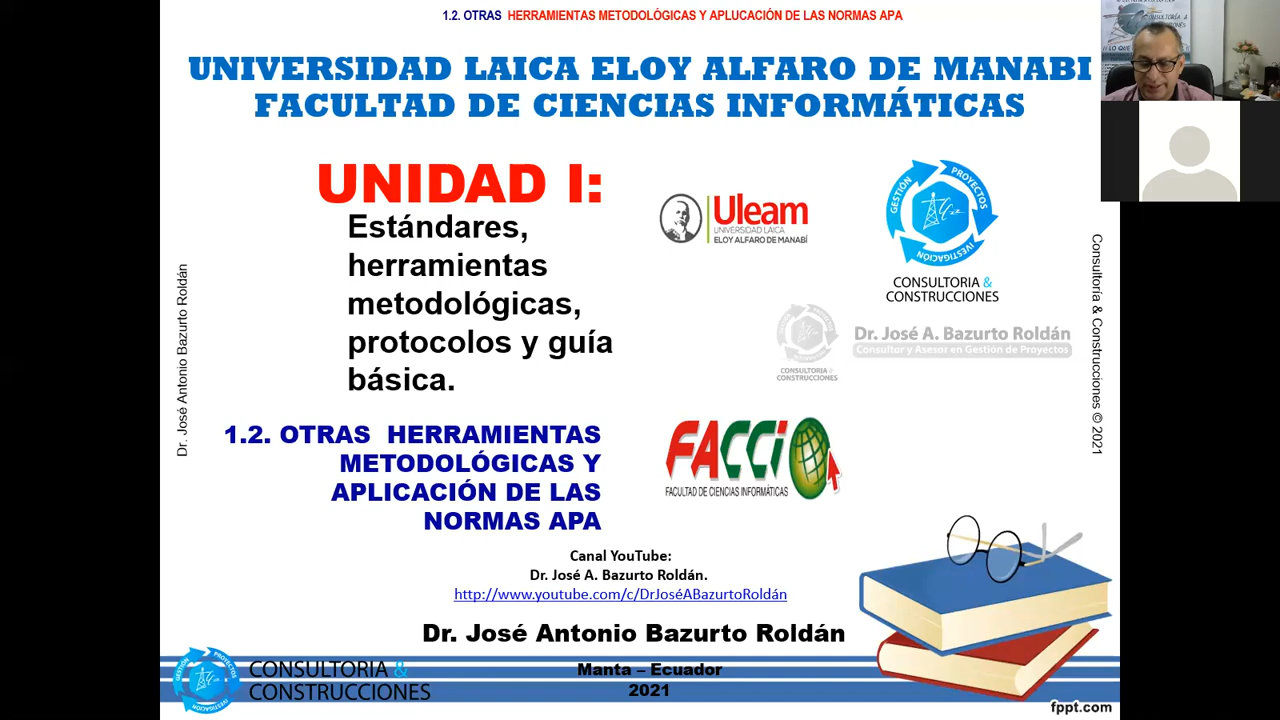 1.2. OTRAS HERRAMIENTAS METODOLÓGICAS Y APLUCACIÓN DE LAS NORMAS APA
UNIVERSIDAD LAICA ELOY ALFARO DE MANABI
FACULTAD DE CIENCIAS INFORMÁTICAS
UNIDAD I:
Estándares,
herramientas
metodológicas,
protocolos y guía
básica.
Uleam
UNIVERSIDAD LAICA
ELOY ALFARO DE MANABÍ
GESTIÓN
PROYECTOS
IVESTIGACIÓN
CONSULTORIA &
CONSTRUCCIONES
Dr. José Antonio Bazurto Roldán
Consultoría & Construcciones © 2021
CONSULTORIA &
CONSTRUCCIONES
Dr. José A. Bazurto Roldán
Consultor y Asesor en Gestión de Proyectos
1.2. OTRAS HERRAMIENTAS
METODOLÓGICAS Y
APLICACIÓN DE LAS
NORMAS APA
FACCI
FACULTAD DE CIENCIAS INFORMÁTICAS
Canal YouTube:
Dr. José A. Bazurto Roldán.
http://www.youtube.com/c/DrJoséABazurtoRoldán
Dr. José Antonio Bazurto Roldán
CONSULTORIA &
CONSTRUCCIONES
Manta – Ecuador
2021
fppt.com